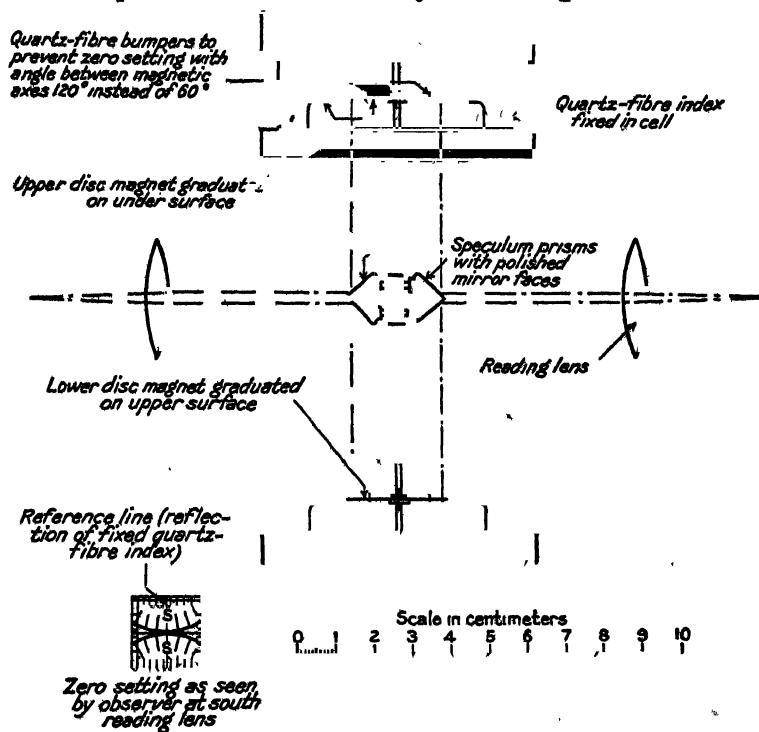 Quartz-fibre bumpers to
prevent zero setting with
angle between magnetic
axes 120° instead of 60°
Quartz-fibre index
fixed in cell
Upper disc magnet graduat-
on under surface
Speculum prisms
with polished
mirror faces
Reading lens
Lower disc magnet graduated
on upper surface
Reference line (reflec-
tion of fixed quartz-
fibre index)
S
S
Zero setting as seen
by observer at south
reading lens
Scale in centimeters
0 1 2 3 4 5 6 7 8 9 10